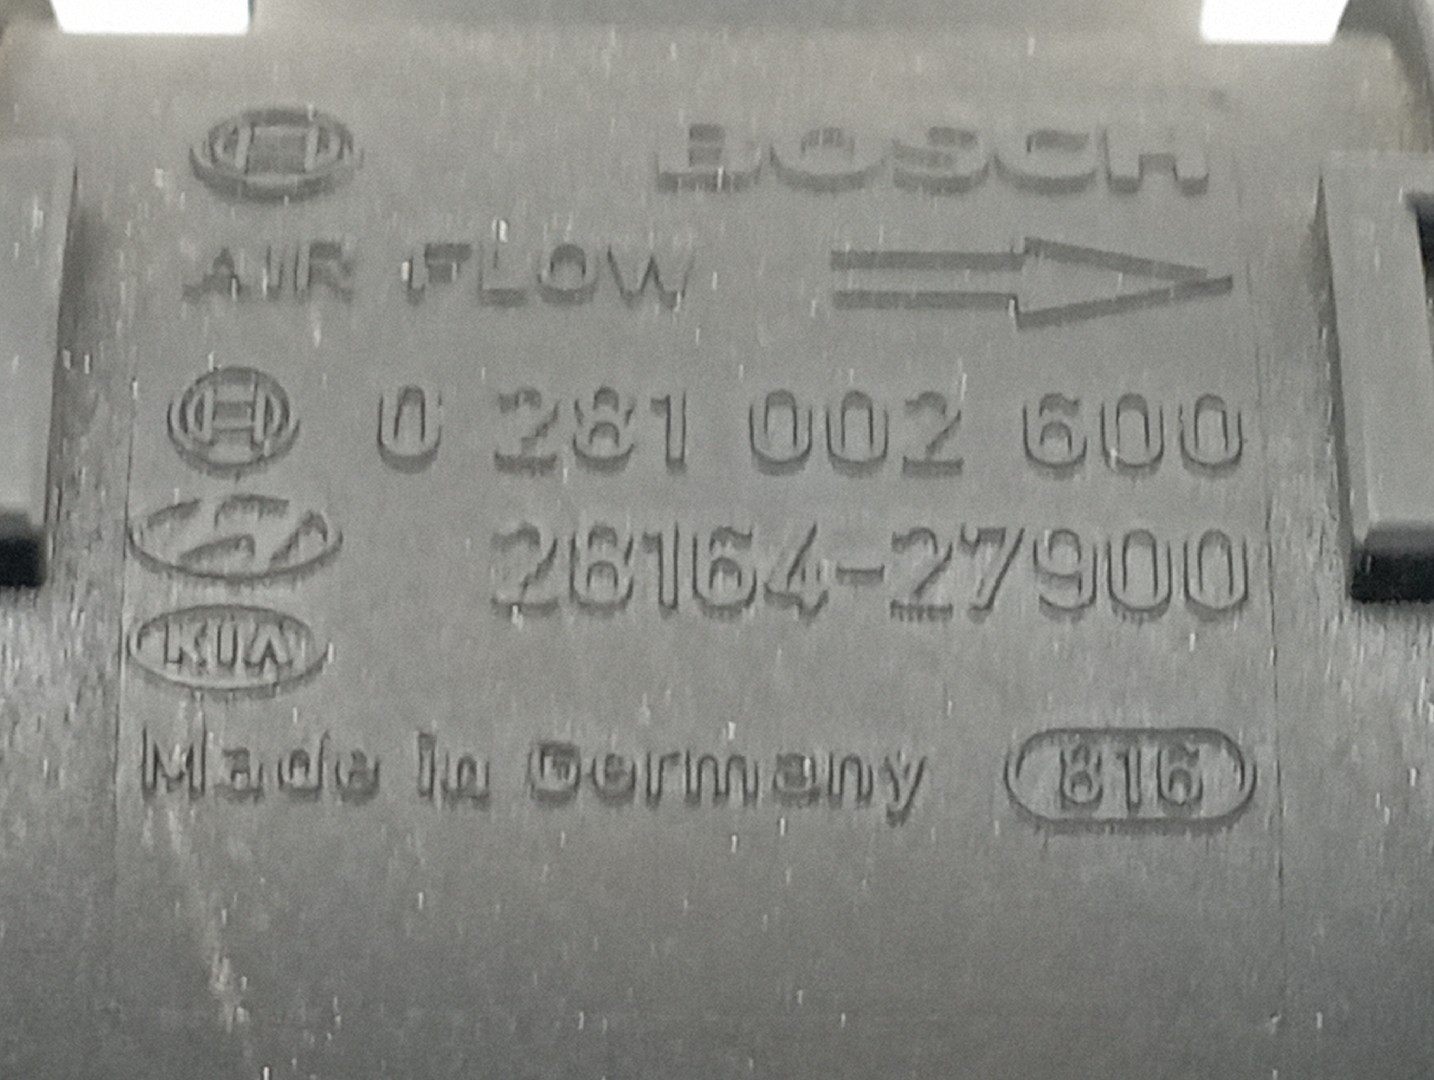 BOSCH
AIR FLOW
0 281 002 600
28164-27900
KIA
Made in Germany 816